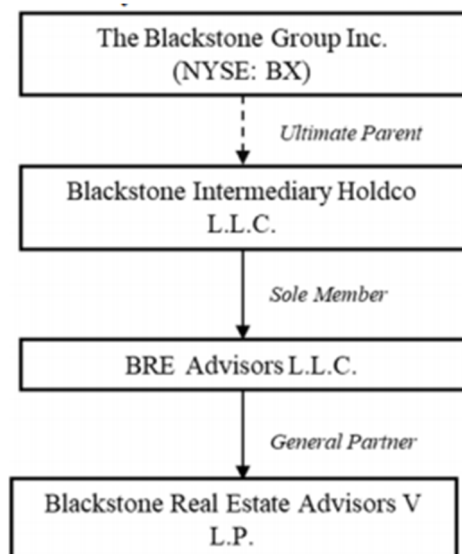 The Blackstone Group Inc.
(NYSE: BX)
Ultimate Parent
Blackstone Intermediary Holdco
L.L.C.
Sole Member
BRE Advisors L.L.C.
General Partner
Blackstone Real Estate Advisors V
L.P.